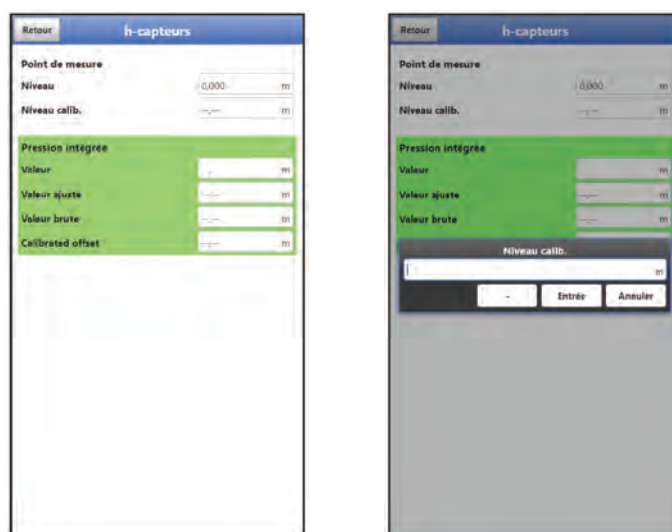 Retour h-capteurs
Point de mesure
Niveau 0,000 m
Niveau calib. --,--- m
Pression intégrée
Valeur m
Valeur ajuste --,--- m
Valeur brute --,--- m
Calibrated offset --,--- m
Retour h-capteurs
Point de mesure
Niveau 0,000 m
Niveau calib. --,--- m
Pression intégrée
Valeur m
Valeur ajuste --,--- m
Valeur brute --,--- m
Niveau calib.
m
- Entrée Annuler